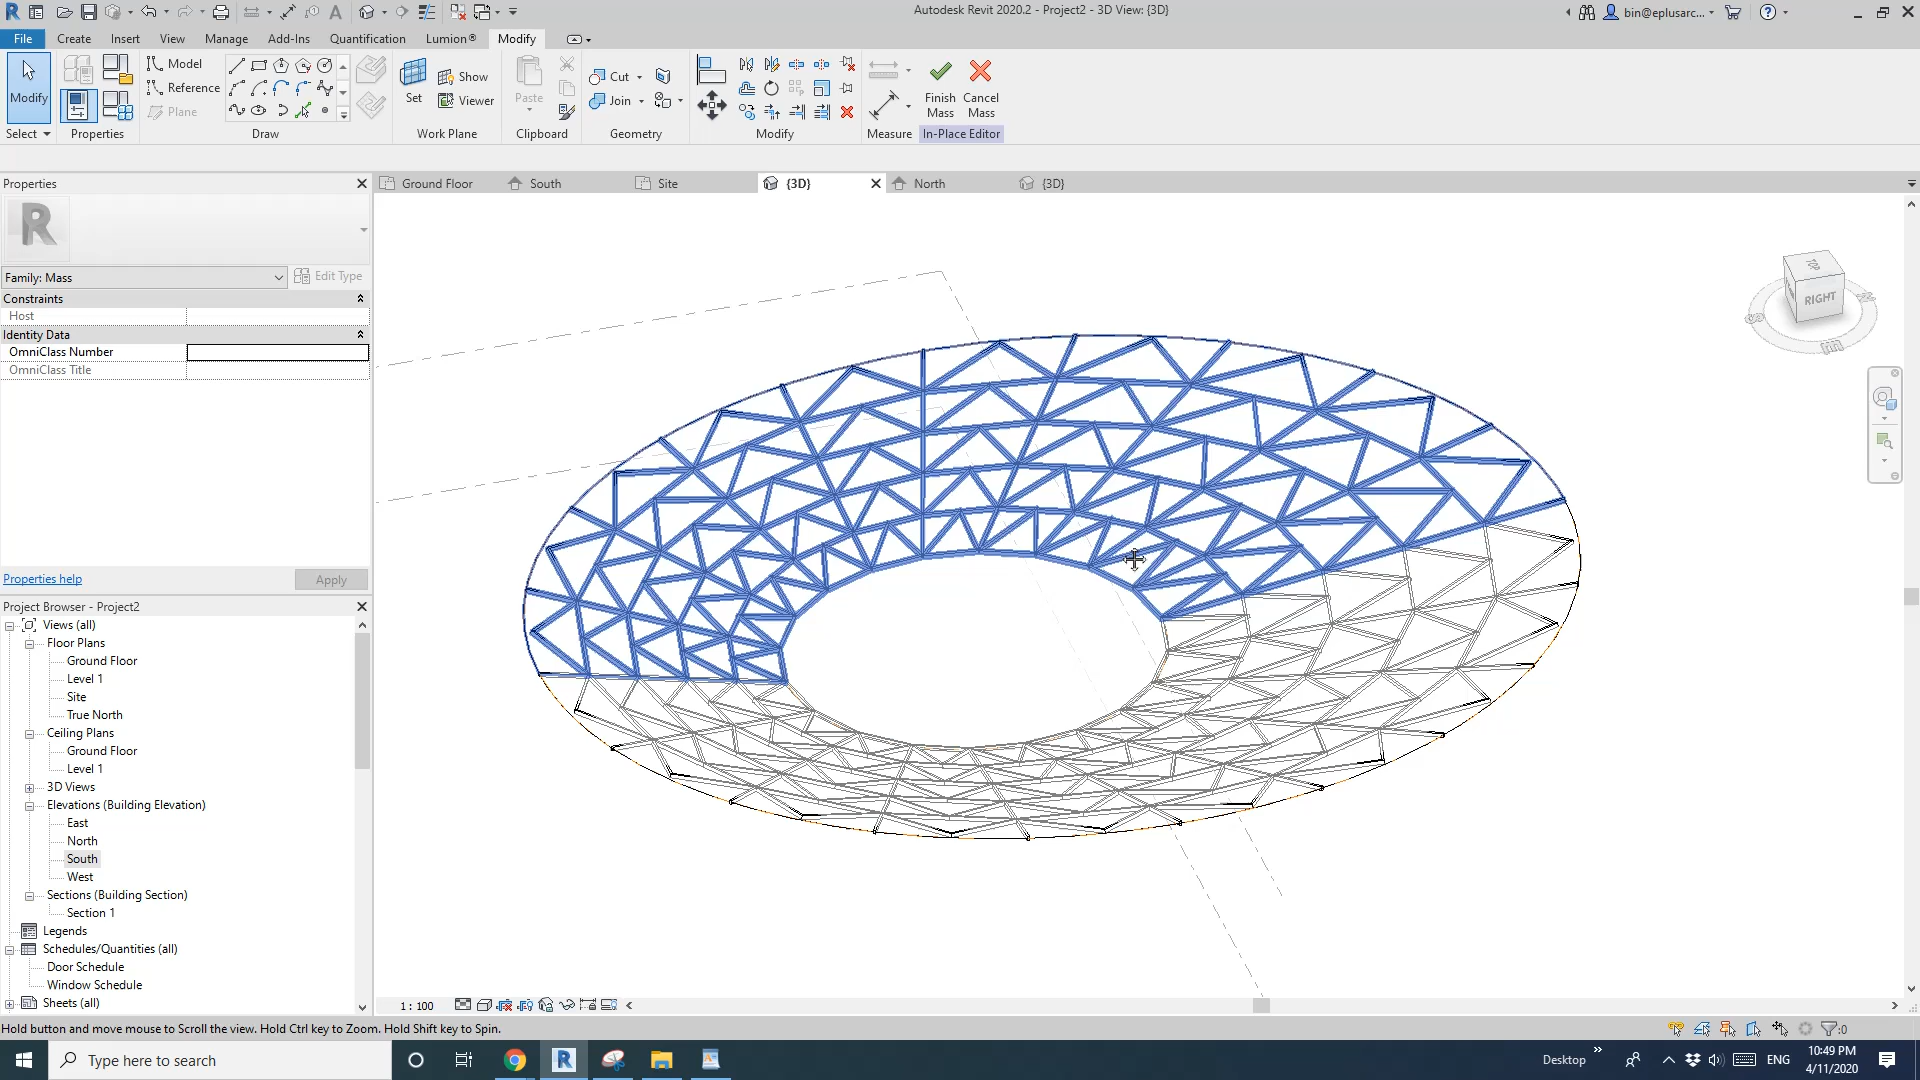 Autodesk Revit 2020.2 - Project2 - 3D View: {3D}
bin@eplusarc...
File Create Insert View Manage Add-Ins Quantification Lumion® Modify
Modify
Select
Properties
Model
Reference
Plane
Draw
Set
Show
Viewer
Work Plane
Paste
Clipboard
Cut
Join
Geometry
Modify
Measure
Finish Mass
Cancel Mass
In-Place Editor
Properties
Ground Floor South Site {3D} North {3D}
Family: Mass
Edit Type
Constraints
Host
Identity Data
OmniClass Number
OmniClass Title
Properties help
Apply
TOP
RIGHT
Project Browser - Project2
Views (all)
Floor Plans
Ground Floor
Level 1
Site
True North
Ceiling Plans
Ground Floor
Level 1
3D Views
Elevations (Building Elevation)
East
North
South
West
Sections (Building Section)
Section 1
Legends
Schedules/Quantities (all)
Door Schedule
Window Schedule
Sheets (all)
1 : 100
Hold button and move mouse to Scroll the view. Hold Ctrl key to Zoom. Hold Shift key to Spin.
:0
Type here to search
Desktop
ENG
10:49 PM
4/11/2020